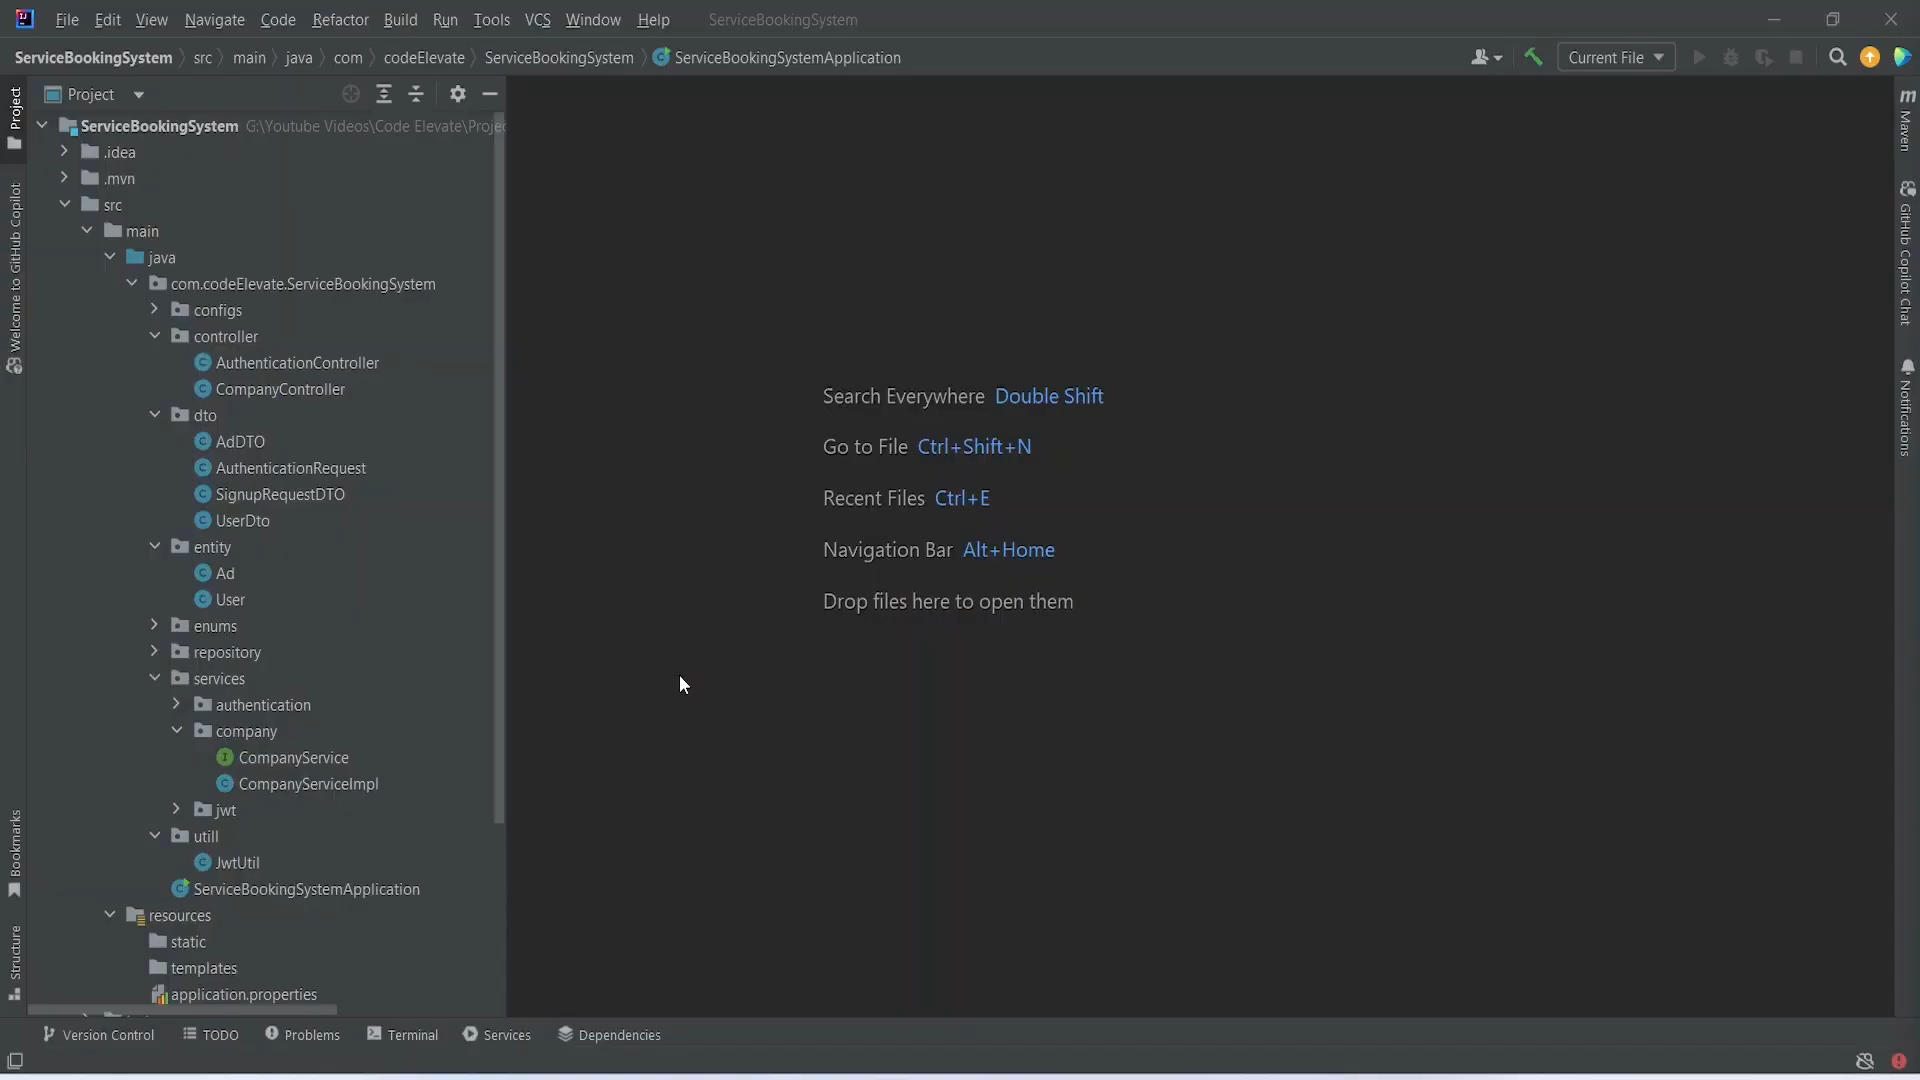 File Edit View Navigate Code Refactor Build Run Tools VCS Window Help ServiceBookingSystem
ServiceBookingSystem src main java com codeElevate ServiceBookingSystem ServiceBookingSystemApplication Current File
Project
Project
ServiceBookingSystem G:\Youtube Videos\Code Elevate\Projec
.idea
.mvn
src
main
java
com.codeElevate.ServiceBookingSystem
configs
controller
AuthenticationController
CompanyController
dto
AdDTO
AuthenticationRequest
SignupRequestDTO
UserDto
entity
Ad
User
enums
repository
services
authentication
company
CompanyService
CompanyServiceImpl
jwt
utill
JwtUtil
ServiceBookingSystemApplication
resources
static
templates
application.properties
Welcome to GitHub Copilot
Bookmarks
Structure
Search Everywhere Double Shift
Go to File Ctrl+Shift+N
Recent Files Ctrl+E
Navigation Bar Alt+Home
Drop files here to open them
m Maven
GitHub Copilot Chat
Notifications
Version Control TODO Problems Terminal Services Dependencies